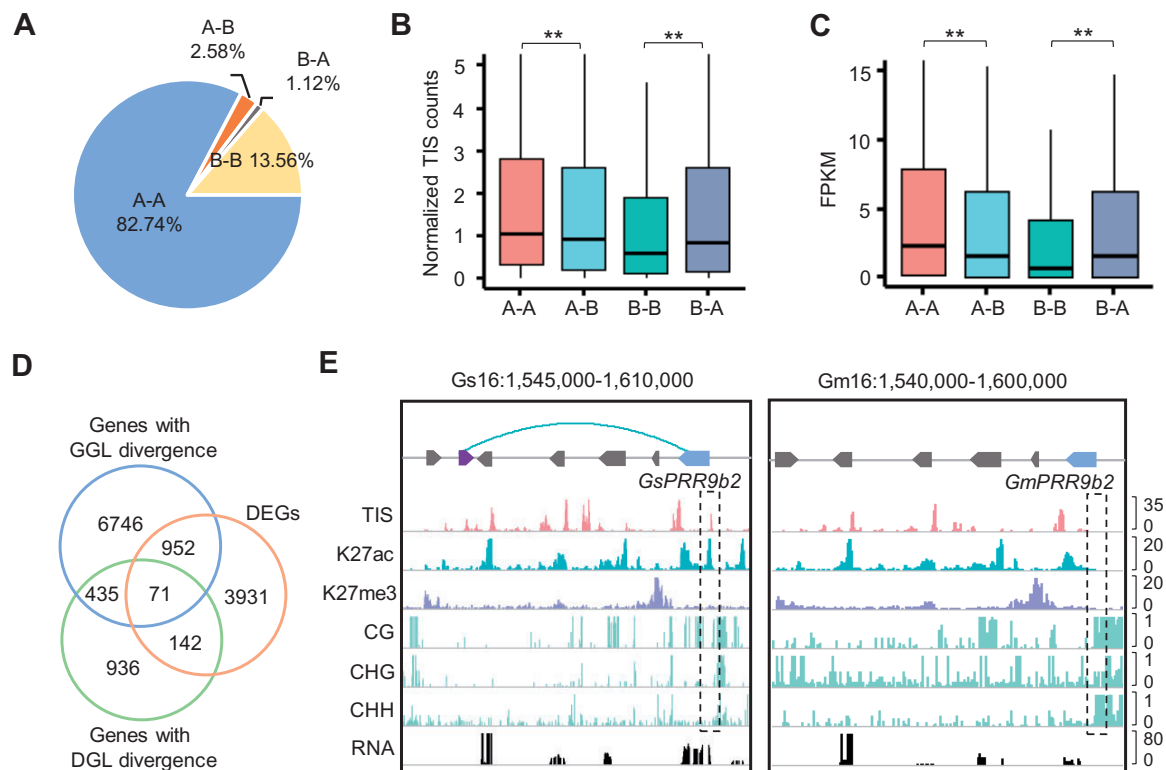 A
A-B
2.58%
B-A
1.12%
B-B 13.56%
A-A
82.74%
B
**
**
Normalized TIS counts
5
4
3
2
1
0
A-A
A-B
B-B
B-A
C
**
**
FPKM
15
10
5
0
A-A
A-B
B-B
B-A
D
Genes with
GGL divergence
DEGs
6746
952
435
71
3931
142
936
Genes with
DGL divergence
E
Gs16:1,545,000-1,610,000
Gm16:1,540,000-1,600,000
GsPRR9b2
GmPRR9b2
TIS
35
0
K27ac
20
0
K27me3
20
0
CG
1
0
CHG
1
0
CHH
1
0
RNA
80
0